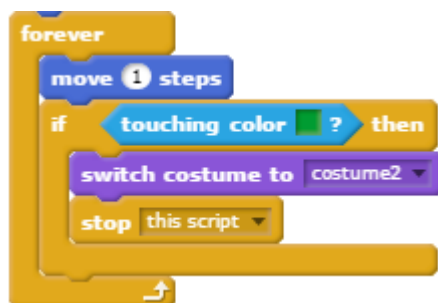 forever
move 1 steps
if touching color ? then
switch costume to costume2
stop this script